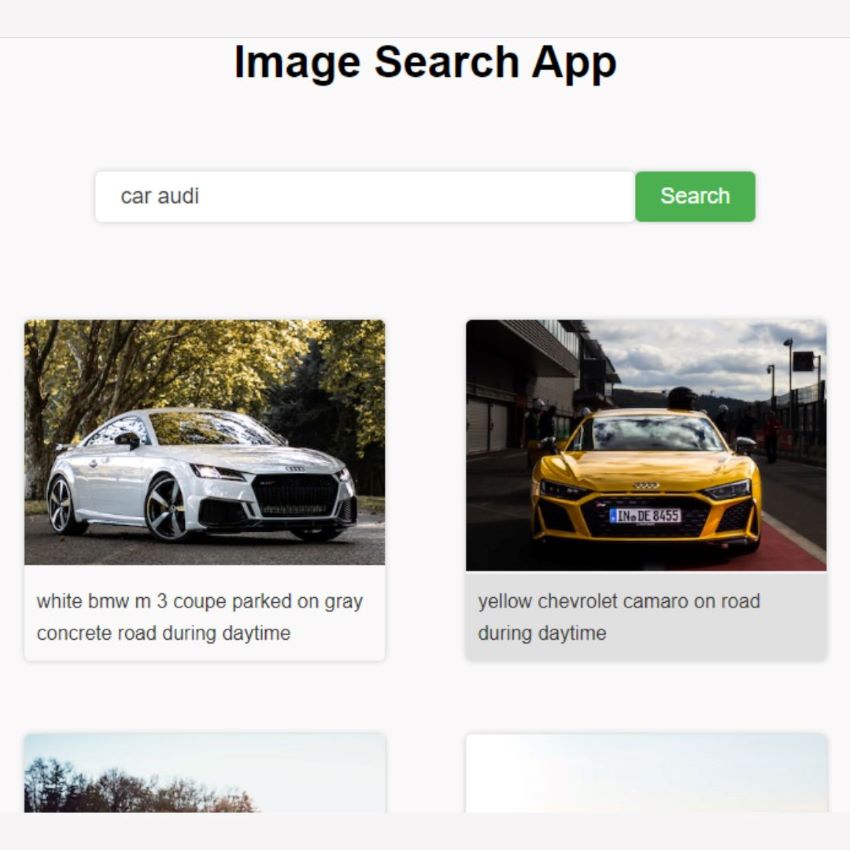 Image Search App
car audi
Search
IN DE 8455
white bmw m 3 coupe parked on gray
concrete road during daytime
yellow chevrolet camaro on road
during daytime